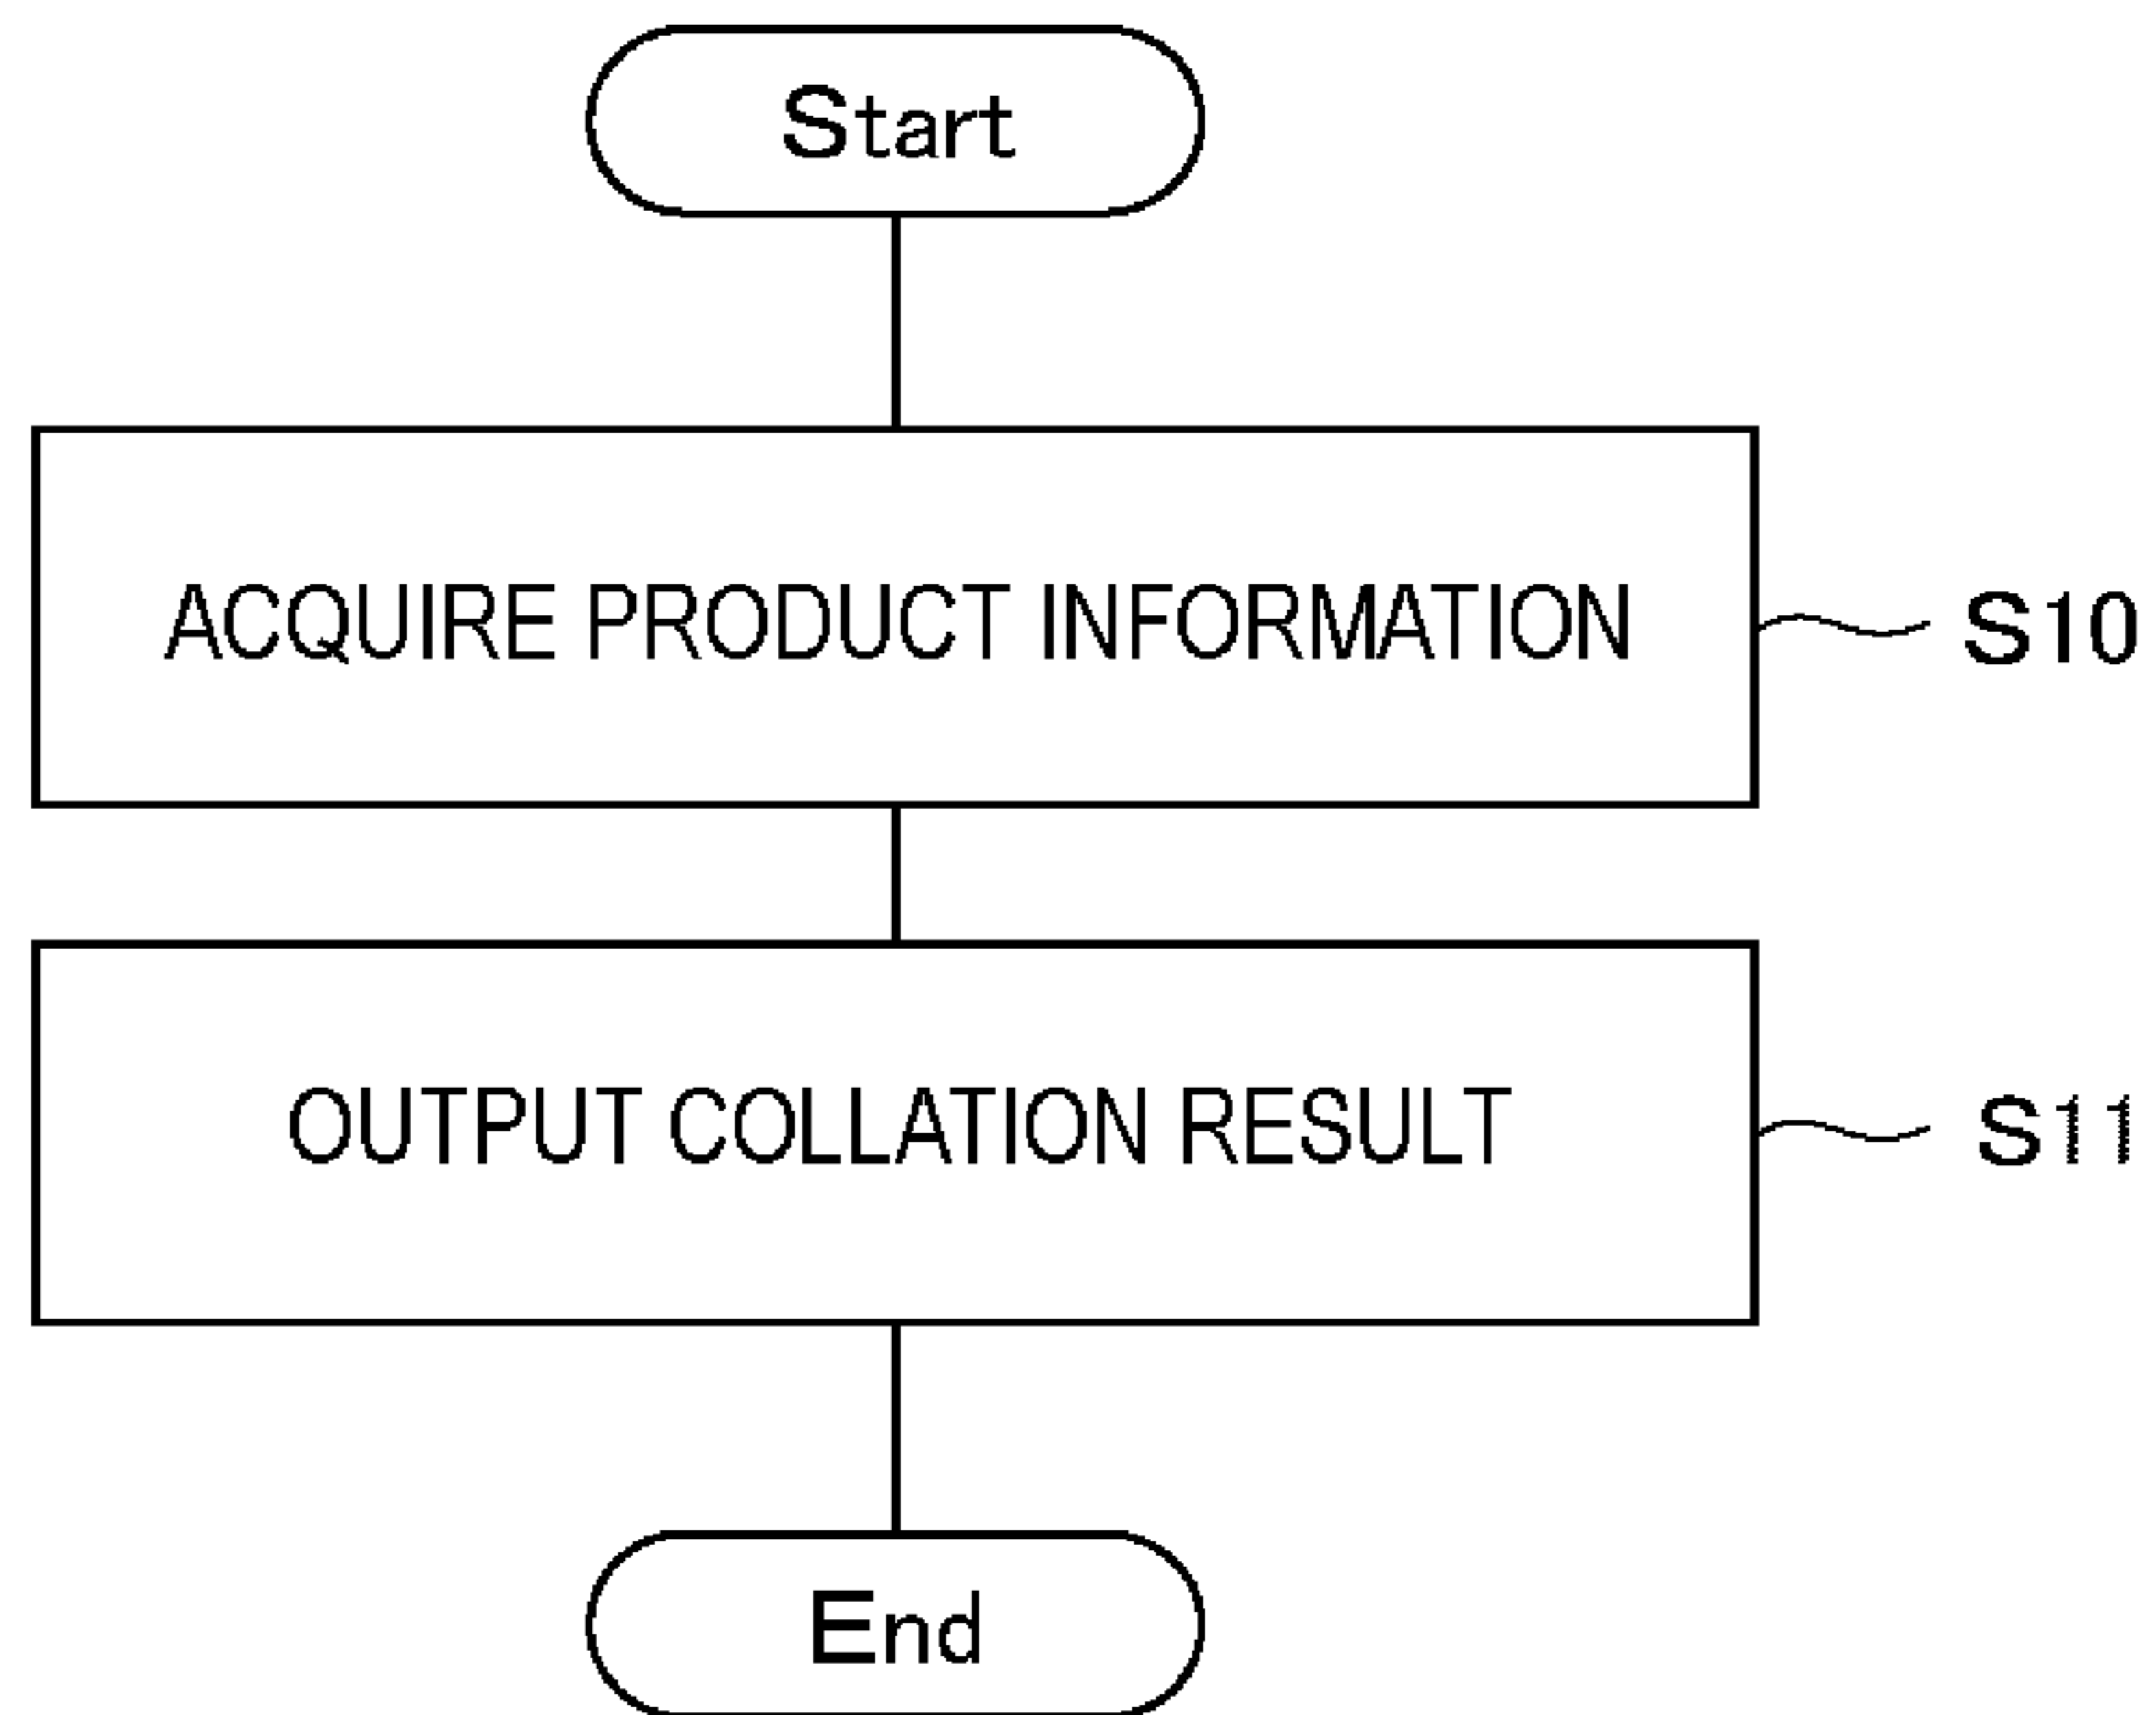 Start
ACQUIRE PRODUCT INFORMATION
S10
OUTPUT COLLATION RESULT
S11
End